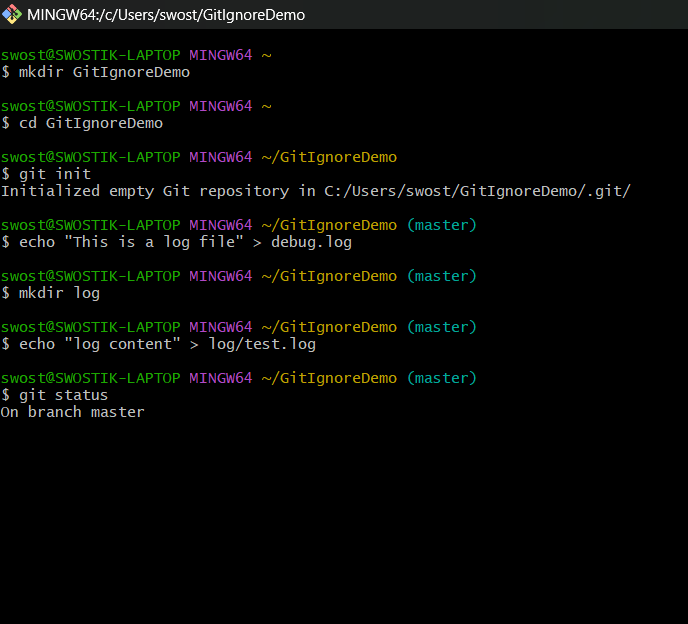 MINGW64:/c/Users/swost/GitIgnoreDemo
swost@SWOSTIK-LAPTOP MINGW64 ~
$ mkdir GitIgnoreDemo
swost@SWOSTIK-LAPTOP MINGW64 ~
$ cd GitIgnoreDemo
swost@SWOSTIK-LAPTOP MINGW64 ~/GitIgnoreDemo
$ git init
Initialized empty Git repository in C:/Users/swost/GitIgnoreDemo/.git/
swost@SWOSTIK-LAPTOP MINGW64 ~/GitIgnoreDemo (master)
$ echo "This is a log file" > debug.log
swost@SWOSTIK-LAPTOP MINGW64 ~/GitIgnoreDemo (master)
$ mkdir log
swost@SWOSTIK-LAPTOP MINGW64 ~/GitIgnoreDemo (master)
$ echo "log content" > log/test.log
swost@SWOSTIK-LAPTOP MINGW64 ~/GitIgnoreDemo (master)
$ git status
On branch master